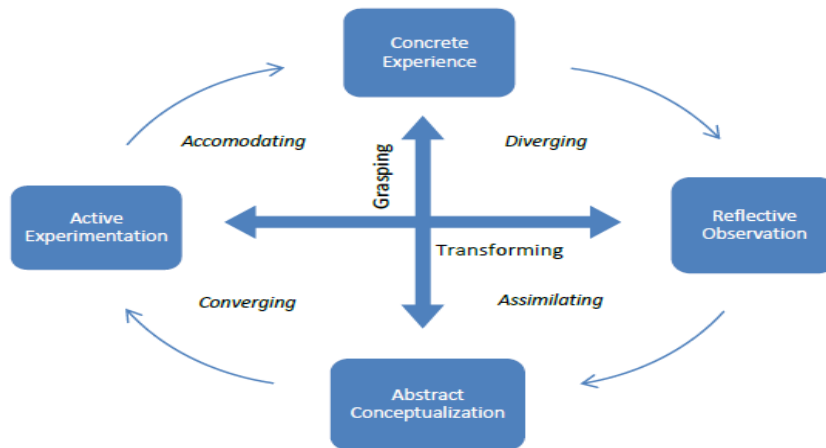 Concrete
Experience
Accomodating
Diverging
Grasping
Active
Experimentation
Reflective
Observation
Transforming
Converging
Assimilating
Abstract
Conceptualization